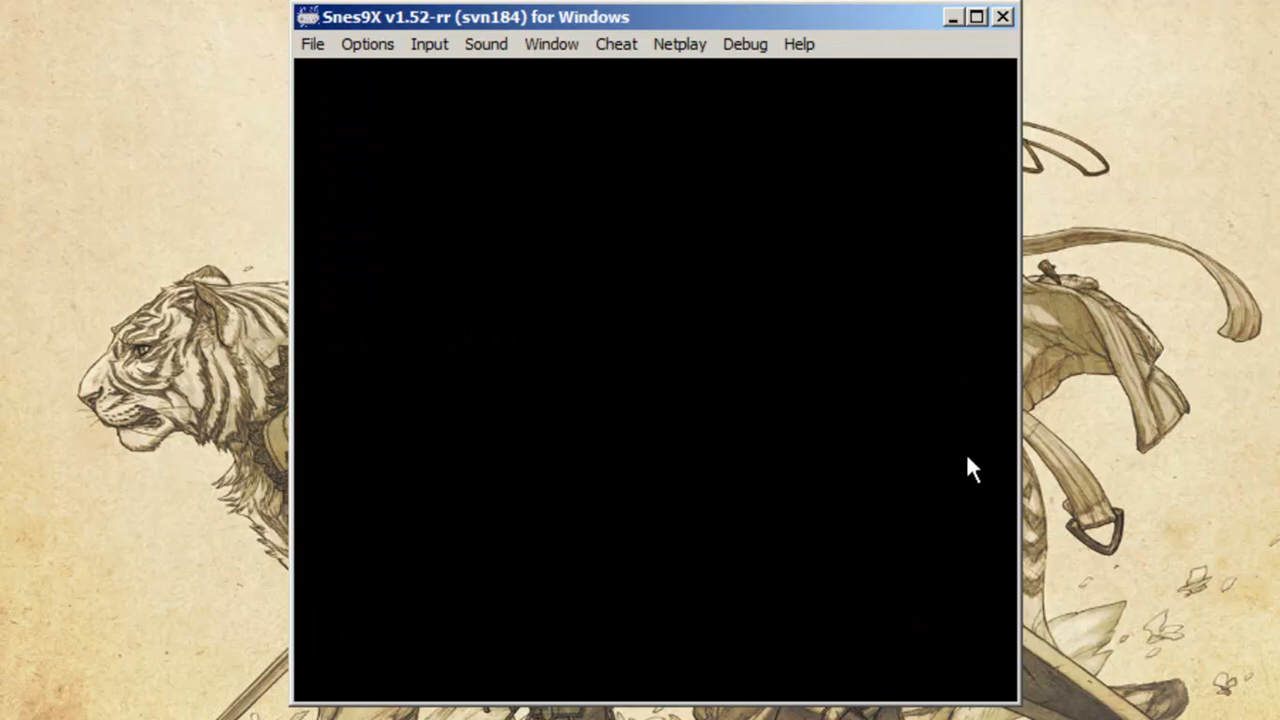 Snes9X v1.52-rr (svn184) for Windows
File Options Input Sound Window Cheat Netplay Debug Help